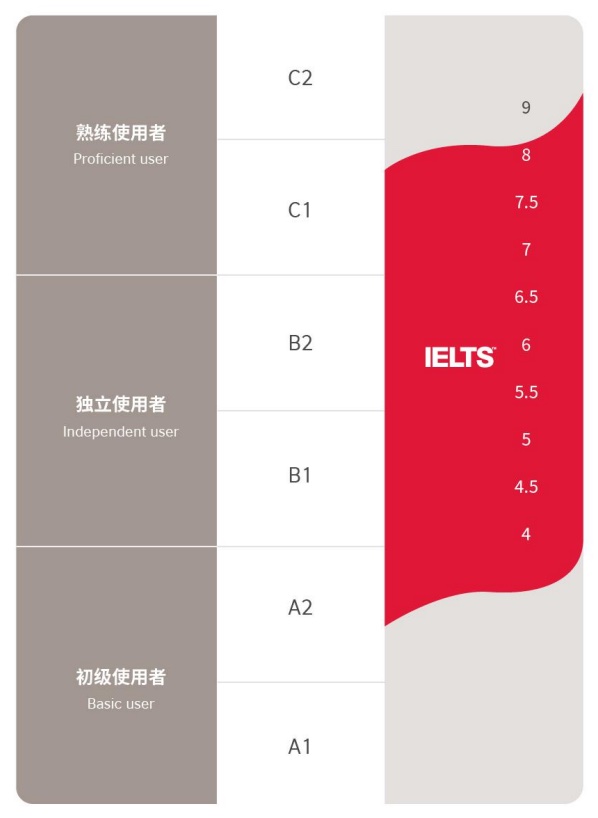 熟练使用者
Proficient user
独立使用者
Independent user
初级使用者
Basic user
C2
C1
B2
B1
A2
A1
IELTS™
9
8
7.5
7
6.5
6
5.5
5
4.5
4